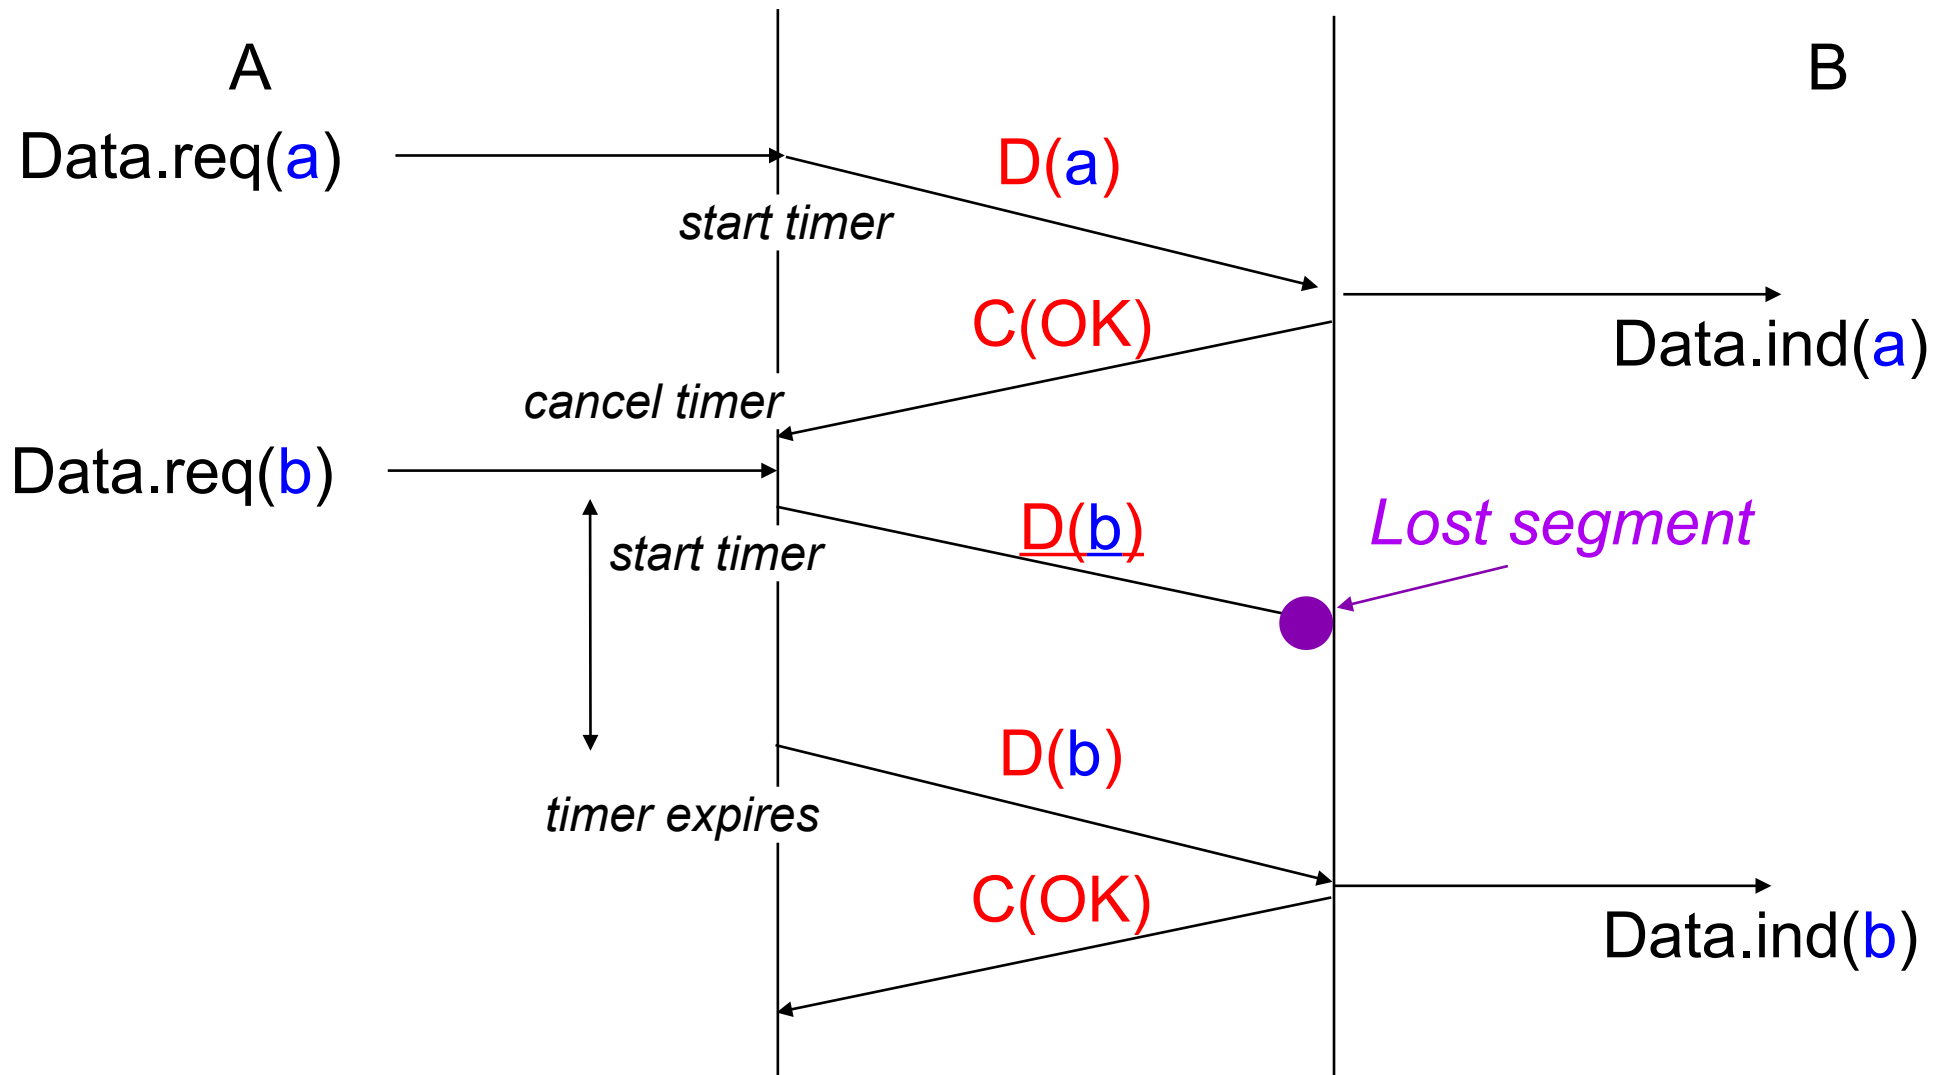 A
B
Data.req(a)
D(a)
start timer
C(OK)
Data.ind(a)
cancel timer
Data.req(b)
D(b)
Lost segment
start timer
D(b)
timer expires
C(OK)
Data.ind(b)